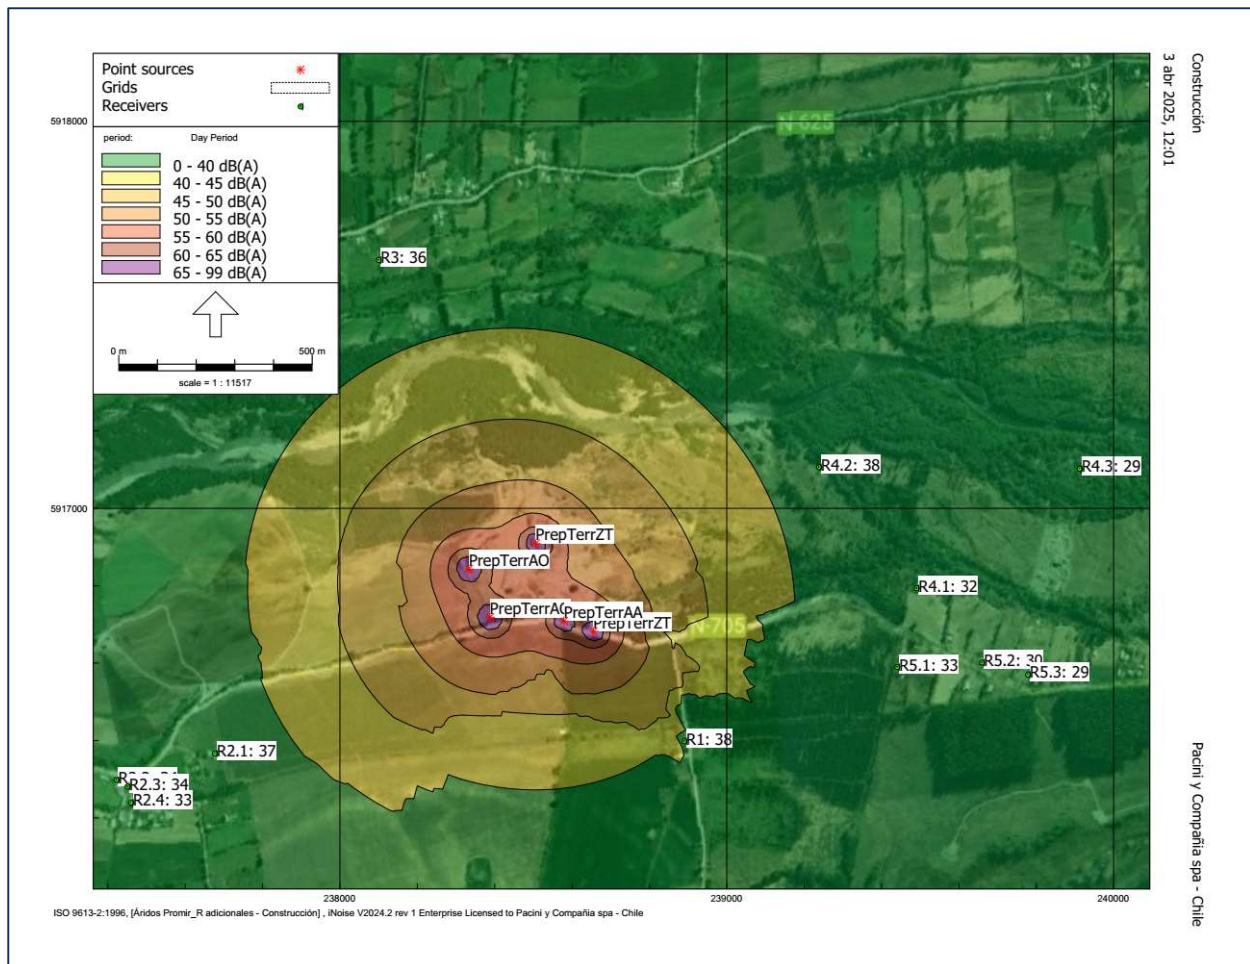 Point sources
Grids
Receivers
period: Day Period
0 - 40 dB(A)
40 - 45 dB(A)
45 - 50 dB(A)
50 - 55 dB(A)
55 - 60 dB(A)
60 - 65 dB(A)
65 - 99 dB(A)
0 m 500 m
scale = 1 : 11517
Construcción
3 abr 2025, 12:01
5918000
N-625
R3: 36
R4.2: 38
R4.3: 29
5917000
PrepTerrZT
PrepTerrAO
R4.1: 32
PrepTerrAO
PrepTerrAA
PrepTerrZT
N-705
R5.1: 33
R5.2: 30
R5.3: 29
R1: 38
R2.1: 37
R2.3: 34
R2.4: 33
Pacini y Compañia spa - Chile
238000
239000
240000
ISO 9613-2:1996, [Áridos Promir_R adicionales - Construcción] , iNoise V2024.2 rev 1 Enterprise Licensed to Pacini y Compañia spa - Chile